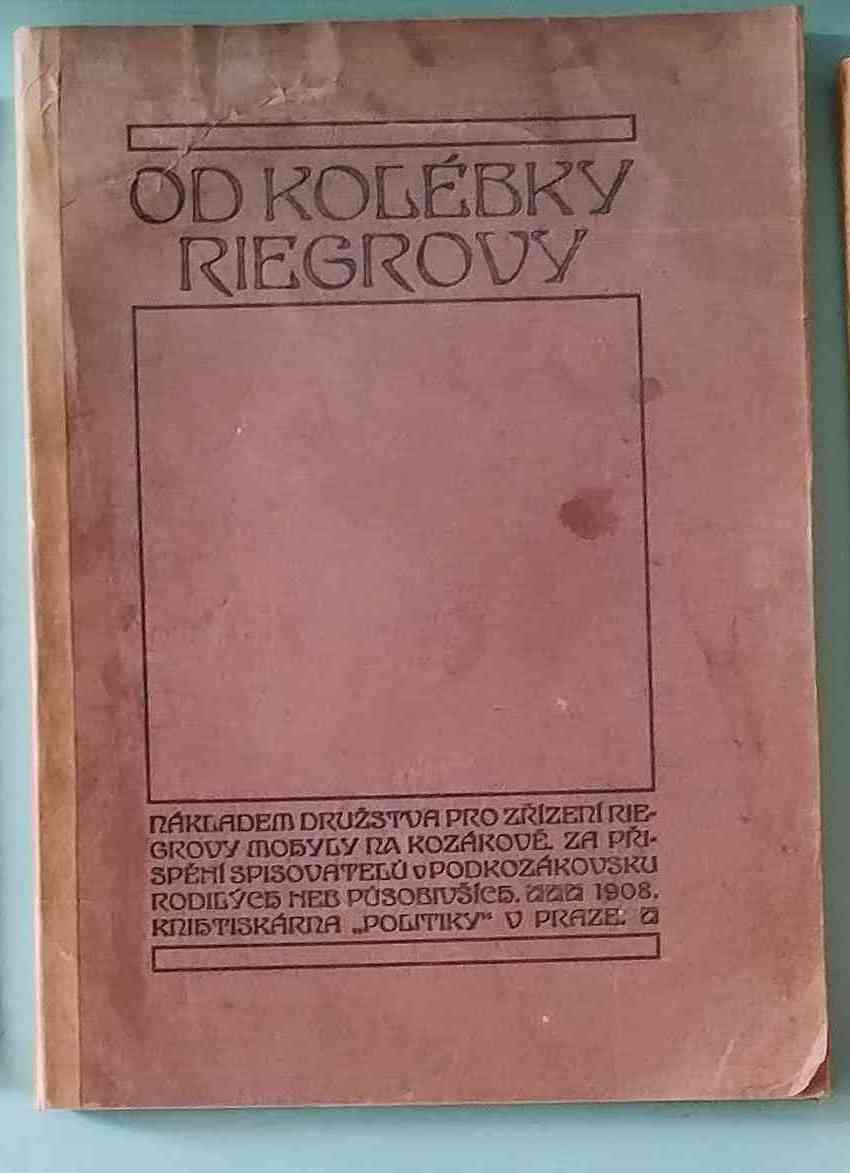 OD KOLÉBKY
RIEGROVY
NÁKLADEM DRUŽSTVA PRO ZŘÍZENÍ RIE-
GROVY MOHYLY NA KOZÁKOVĚ. ZA PŘI-
SPĚNÍ SPISOVATELŮ V PODKOZÁKOVSKU
RODILÝCH NEB PŮSOBIVŠÍCH. 1908.
KNIHTISKÁRNA „POLITIKY“ V PRAZE.